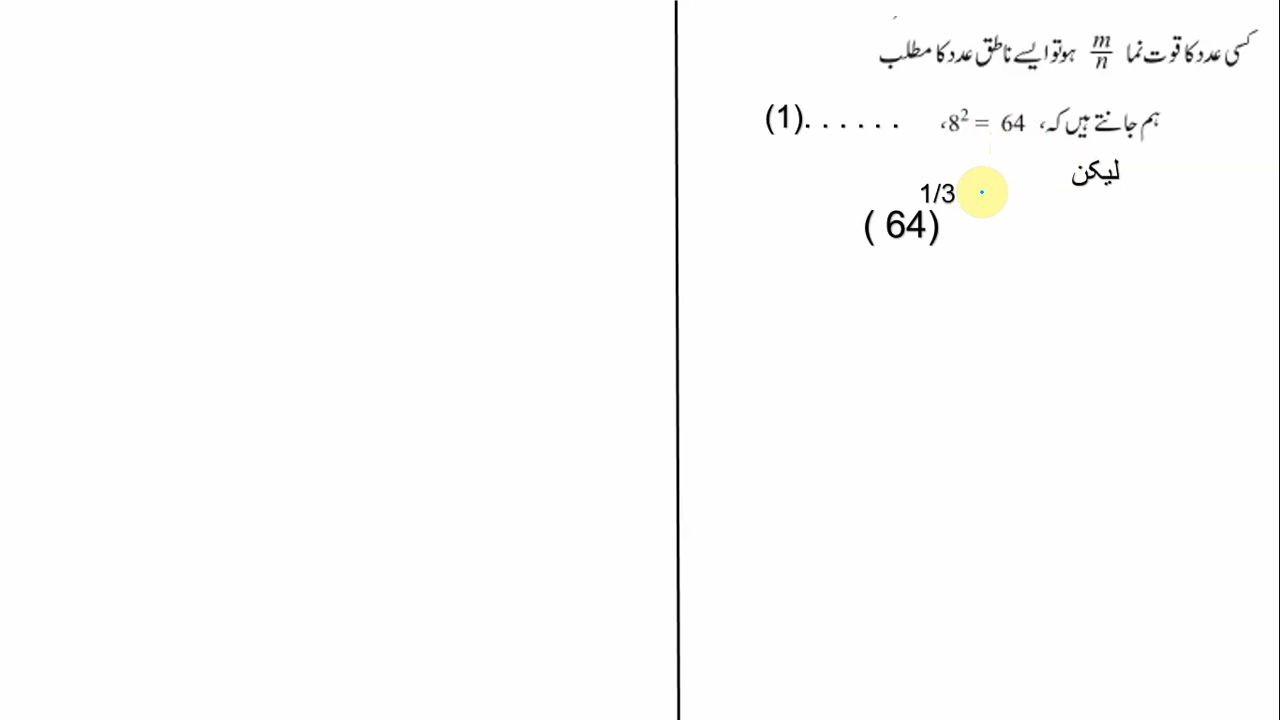 کسی عدد کا قوت نما m/n ہو تو ایسے ناطق عدد کا مطلب
ہم جانتے ہیں کہ، 8² = 64، . . . . . . (1)
لیکن
(64)^1/3